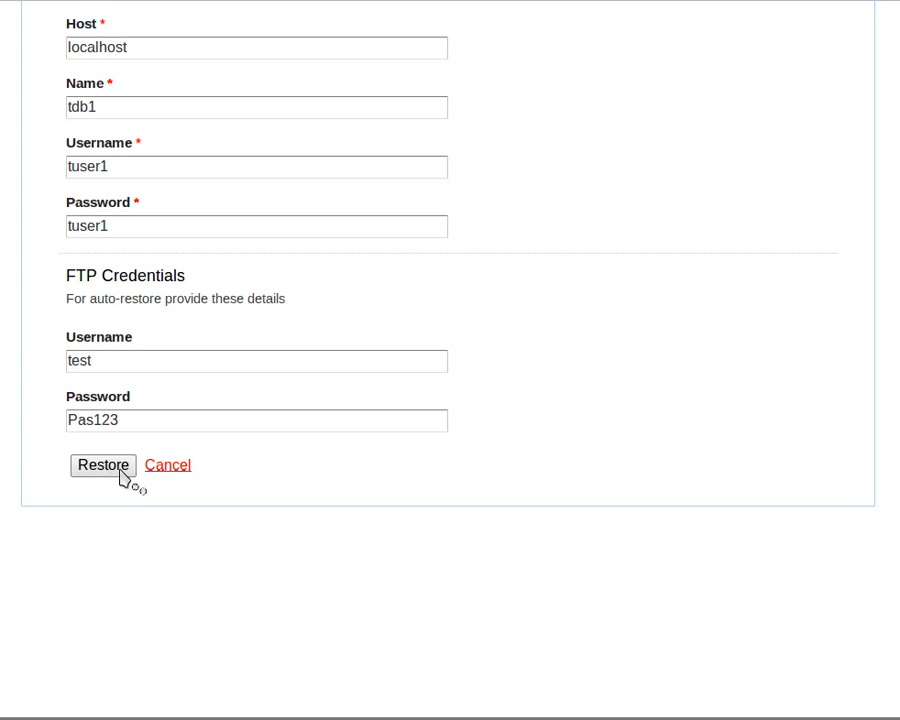 Host *
localhost
Name *
tdb1
Username *
tuser1
Password *
tuser1
FTP Credentials
For auto-restore provide these details
Username
test
Password
Pas123
Restore Cancel